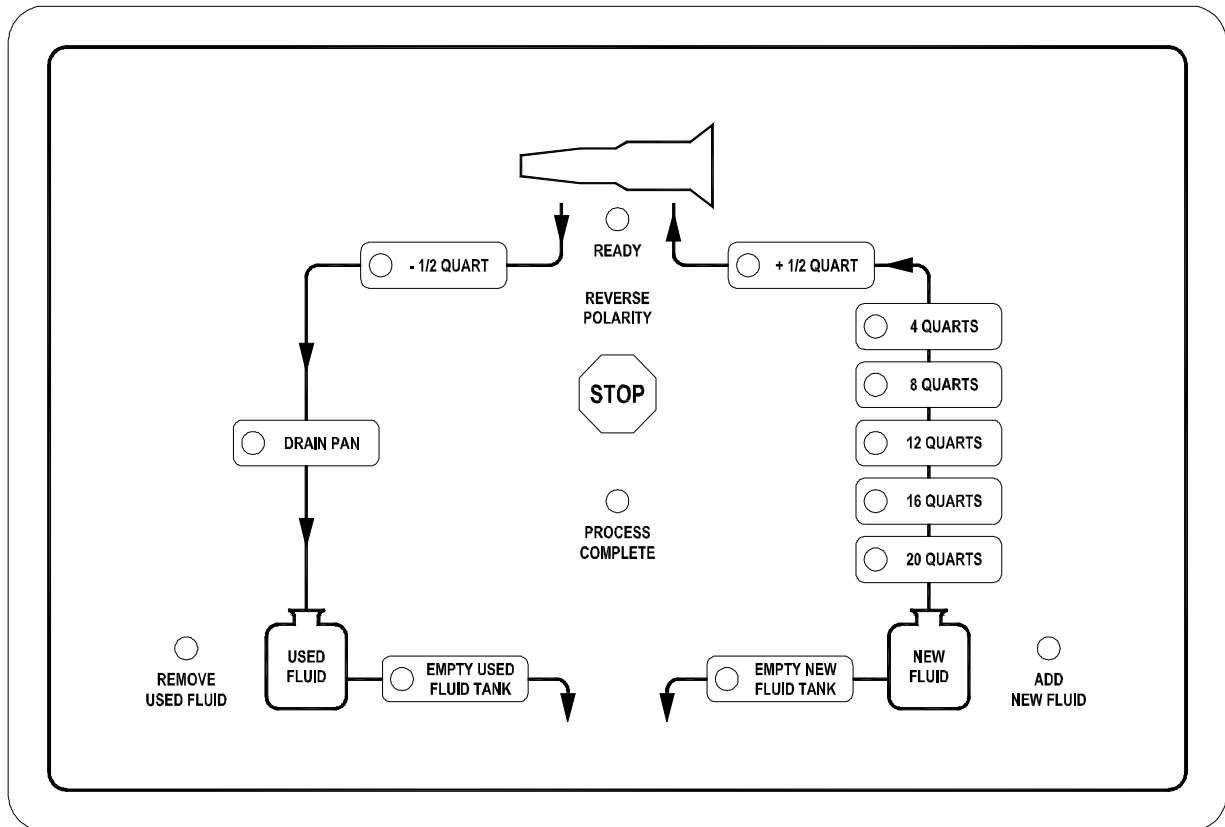 READY
- 1/2 QUART
+ 1/2 QUART
REVERSE
POLARITY
4 QUARTS
STOP
8 QUARTS
DRAIN PAN
12 QUARTS
16 QUARTS
PROCESS
COMPLETE
20 QUARTS
REMOVE
USED FLUID
USED
FLUID
EMPTY USED
FLUID TANK
EMPTY NEW
FLUID TANK
NEW
FLUID
ADD
NEW FLUID